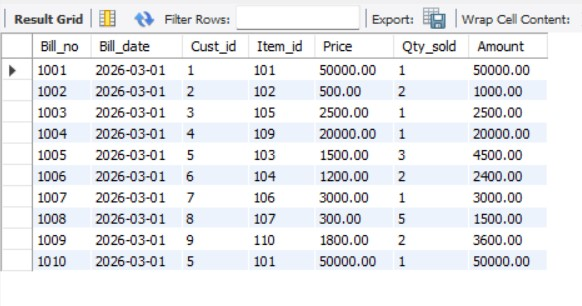 Result Grid Filter Rows: Export: Wrap Cell Content:
Bill_no Bill_date Cust_id Item_id Price Qty_sold Amount
1001 2026-03-01 1 101 50000.00 1 50000.00
1002 2026-03-01 2 102 500.00 2 1000.00
1003 2026-03-01 3 105 2500.00 1 2500.00
1004 2026-03-01 4 109 20000.00 1 20000.00
1005 2026-03-01 5 103 1500.00 3 4500.00
1006 2026-03-01 6 104 1200.00 2 2400.00
1007 2026-03-01 7 106 3000.00 1 3000.00
1008 2026-03-01 8 107 300.00 5 1500.00
1009 2026-03-01 9 110 1800.00 2 3600.00
1010 2026-03-01 5 101 50000.00 1 50000.00